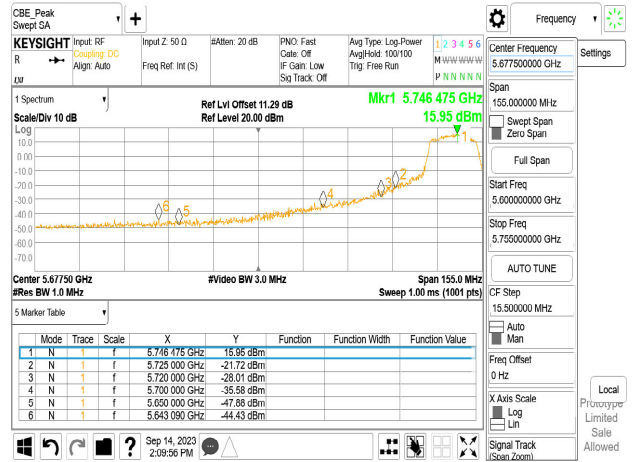 CBE_Peak
Swept SA
Frequency
KEYSIGHT
R
Input: RF
Coupling: DC
Align: Auto
Input Z: 50 Ω
Freq Ref: Int (S)
#Atten: 20 dB
PNO: Fast
Gate: Off
IF Gain: Low
Sig Track: Off
Avg Type: Log-Power
Avg|Hold: 100/100
Trig: Free Run
1 2 3 4 5 6
M W W W W W
P N N N N N
LXI
1 Spectrum
Scale/Div 10 dB
Ref Lvl Offset 11.29 dB
Ref Level 20.00 dBm
Mkr1 5.746 475 GHz
15.95 dBm
Log
10.0
0.00
-10.0
-20.0
-30.0
-40.0
-50.0
-60.0
-70.0
1
2
3
4
5
6
Center 5.67750 GHz
#Res BW 1.0 MHz
#Video BW 3.0 MHz
Span 155.0 MHz
Sweep 1.00 ms (1001 pts)
5 Marker Table
Mode Trace Scale X Y Function Function Width Function Value
1 N 1 f 5.746 475 GHz 15.95 dBm
2 N 1 f 5.725 000 GHz -21.72 dBm
3 N 1 f 5.720 000 GHz -28.01 dBm
4 N 1 f 5.700 000 GHz -35.58 dBm
5 N 1 f 5.650 000 GHz -47.88 dBm
6 N 1 f 5.643 090 GHz -44.43 dBm
Sep 14, 2023
2:09:56 PM
Center Frequency
5.677500000 GHz
Settings
Span
155.000000 MHz
Swept Span
Zero Span
Full Span
Start Freq
5.600000000 GHz
Stop Freq
5.755000000 GHz
AUTO TUNE
CF Step
15.500000 MHz
Auto
Man
Freq Offset
0 Hz
X Axis Scale
Log
Lin
Signal Track
(Span Zoom)
Local
Prototype
Limited
Sale
Allowed